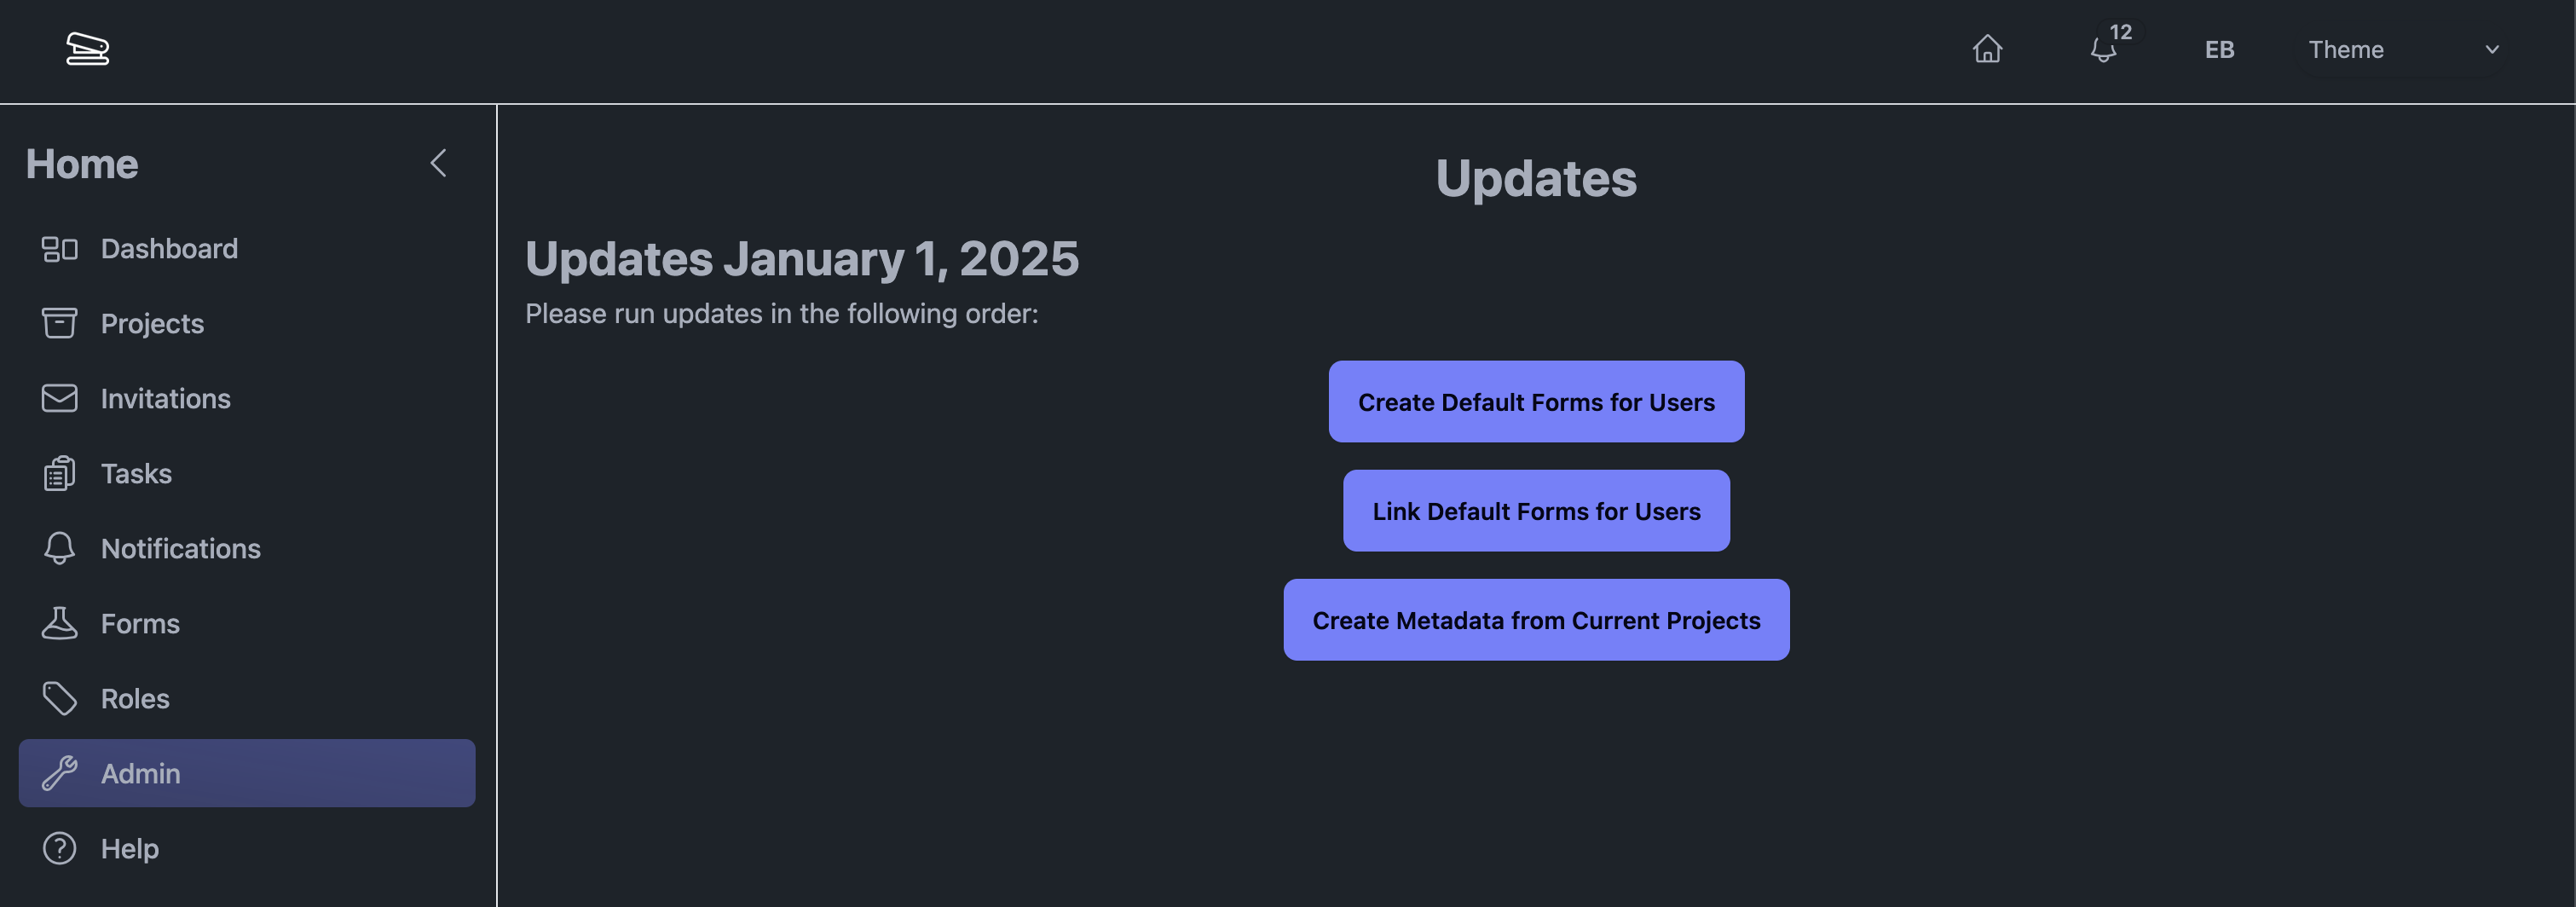 12
EB
Theme
Home
Dashboard
Projects
Invitations
Tasks
Notifications
Forms
Roles
Admin
Help
Updates
Updates January 1, 2025
Please run updates in the following order:
Create Default Forms for Users
Link Default Forms for Users
Create Metadata from Current Projects